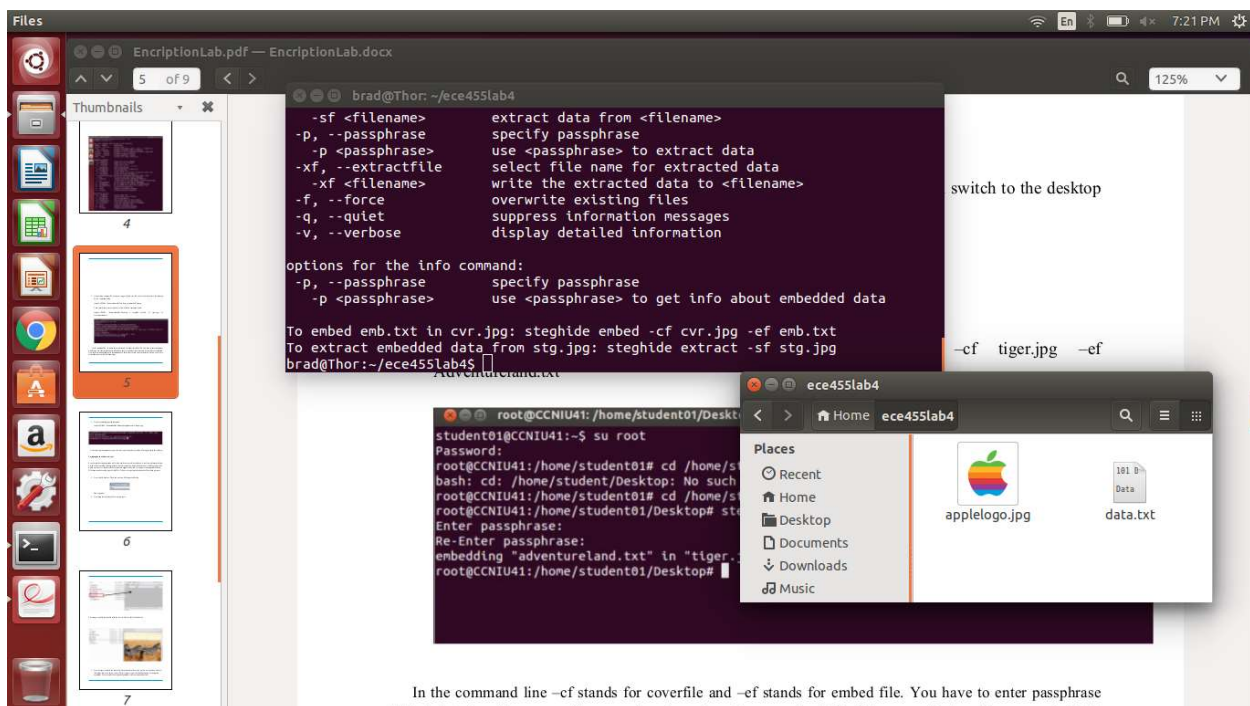 Files
En
7:21 PM
EncriptionLab.pdf — EncriptionLab.docx
5 of 9
125%
Thumbnails
4
5
6
7
brad@Thor: ~/ece455lab4
-sf <filename> extract data from <filename>
-p, --passphrase specify passphrase
-p <passphrase> use <passphrase> to extract data
-xf, --extractfile select file name for extracted data
-xf <filename> write the extracted data to <filename>
-f, --force overwrite existing files
-q, --quiet suppress information messages
-v, --verbose display detailed information
options for the info command:
-p, --passphrase specify passphrase
-p <passphrase> use <passphrase> to get info about embedded data
To embed emb.txt in cvr.jpg: steghide embed -cf cvr.jpg -ef emb.txt
To extract embedded data from stg.jpg: steghide extract -sf stg.jpg
brad@Thor:~/ece455lab4$
switch to the desktop
–cf tiger.jpg –ef
Adventureland.txt
root@CCNIU41: /home/student01/Deskt
student01@CCNIU41:~$ su root
Password:
root@CCNIU41:/home/student01# cd /home/s
bash: cd: /home/student/Desktop: No such
root@CCNIU41:/home/student01# cd /home/s
root@CCNIU41:/home/student01/Desktop# ste
Enter passphrase:
Re-Enter passphrase:
embedding "adventureland.txt" in "tiger.
root@CCNIU41:/home/student01/Desktop#
ece455lab4
Home ece455lab4
Places
Recent
Home
Desktop
Documents
Downloads
Music
applelogo.jpg
101
Data
data.txt
In the command line –cf stands for coverfile and –ef stands for embed file. You have to enter passphrase